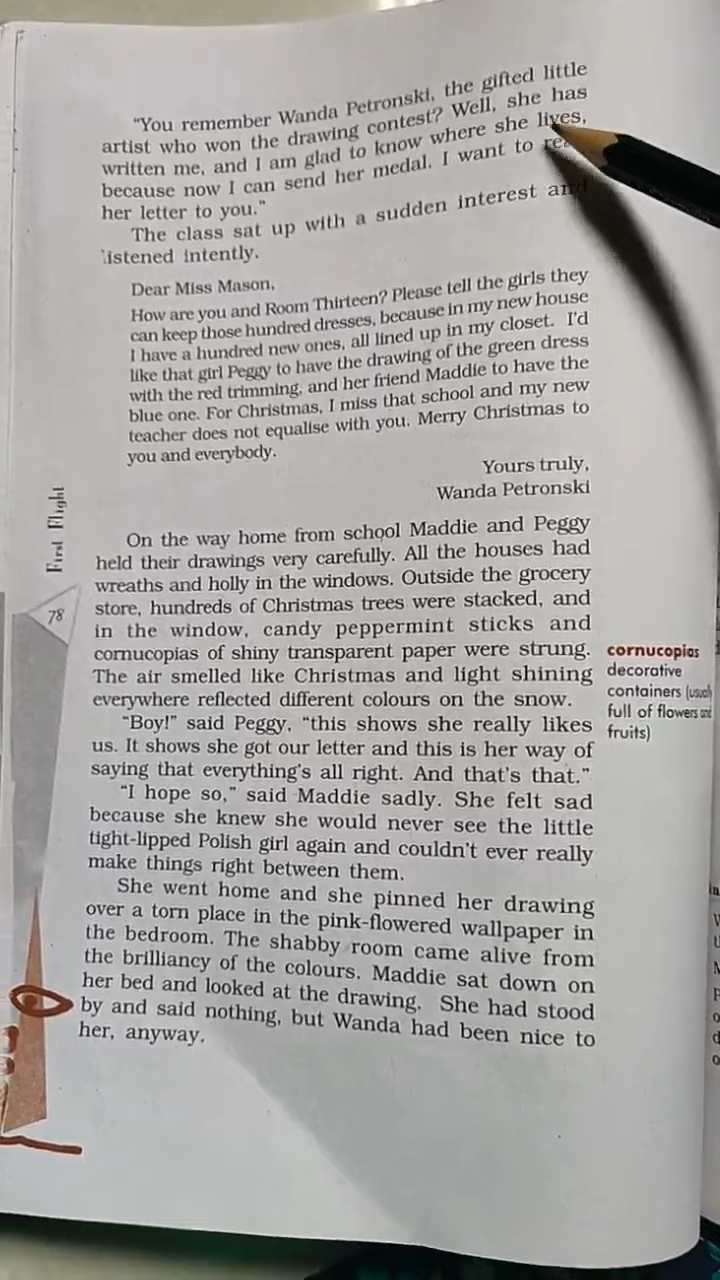 "You remember Wanda Petronski, the gifted little
artist who won the drawing contest? Well, she has
written me, and I am glad to know where she lives,
because now I can send her medal. I want to
her letter to you."
The class sat up with a sudden interest and
listened intently.
Dear Miss Mason,
How are you and Room Thirteen? Please tell the girls they
can keep those hundred dresses, because in my new house
I have a hundred new ones, all lined up in my closet. I'd
like that girl Peggy to have the drawing of the green dress
with the red trimming, and her friend Maddie to have the
blue one. For Christmas, I miss that school and my new
teacher does not equalise with you. Merry Christmas to
you and everybody.
Yours truly,
Wanda Petronski
On the way home from school Maddie and Peggy
held their drawings very carefully. All the houses had
wreaths and holly in the windows. Outside the grocery
store, hundreds of Christmas trees were stacked, and
in the window, candy peppermint sticks and
cornucopias of shiny transparent paper were strung.
The air smelled like Christmas and light shining
everywhere reflected different colours on the snow.
"Boy!" said Peggy, "this shows she really likes
us. It shows she got our letter and this is her way of
saying that everything's all right. And that's that."
"I hope so," said Maddie sadly. She felt sad
because she knew she would never see the little
tight-lipped Polish girl again and couldn't ever really
make things right between them.
She went home and she pinned her drawing
over a torn place in the pink-flowered wallpaper in
the bedroom. The shabby room came alive from
the brilliancy of the colours. Maddie sat down on
her bed and looked at the drawing. She had stood
by and said nothing, but Wanda had been nice to
her, anyway.
cornucopias
decorative
containers (usually
full of flowers and
fruits)
First Flight
78